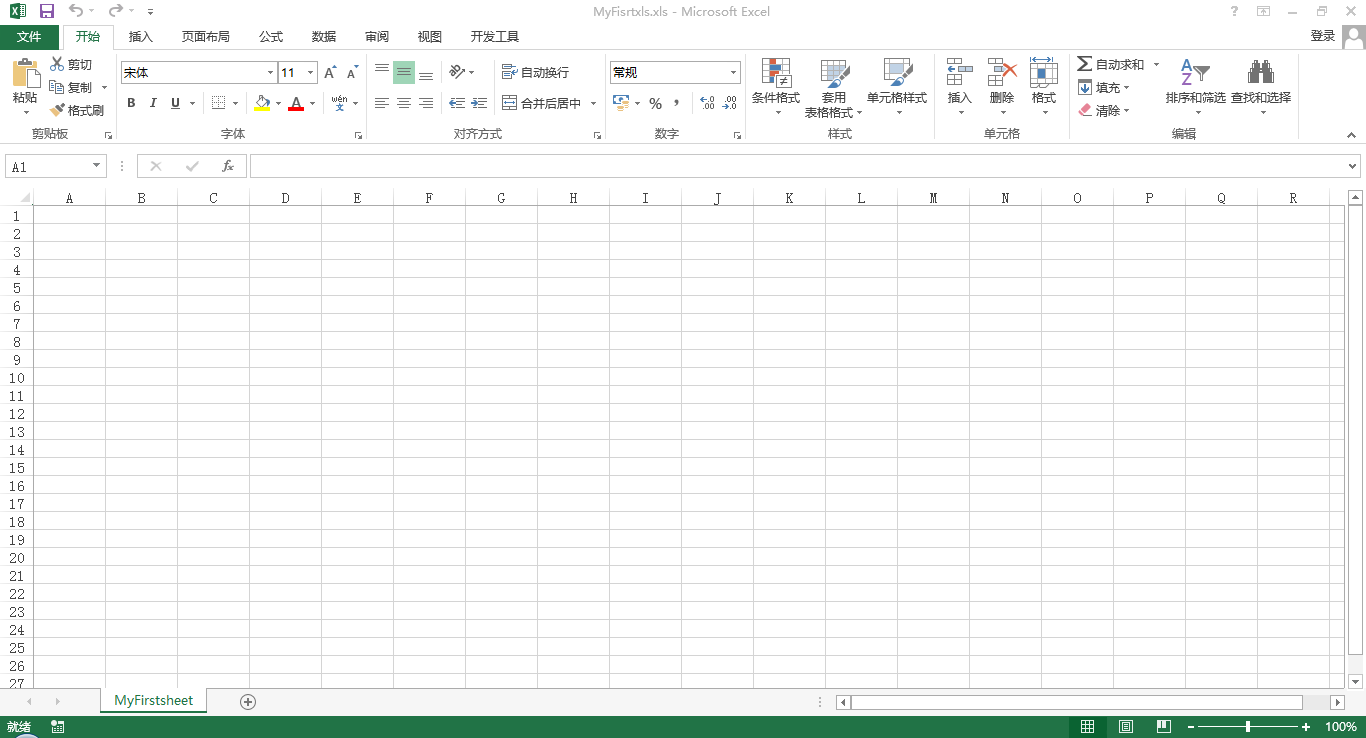 MyFisrtxls.xls - Microsoft Excel
文件 开始 插入 页面布局 公式 数据 审阅 视图 开发工具 登录
粘贴 剪切 复制 格式刷 剪贴板
宋体 11 A A B I U A wén 文 字体
自动换行 合并后居中 对齐方式
常规 % , .00 .0 数字
条件格式 套用 表格格式 单元格样式 样式
插入 删除 格式 单元格
自动求和 填充 清除 排序和筛选 查找和选择 编辑
A1 fx
A B C D E F G H I J K L M N O P Q R
1
2
3
4
5
6
7
8
9
10
11
12
13
14
15
16
17
18
19
20
21
22
23
24
25
26
27
MyFirstsheet
就绪 100%